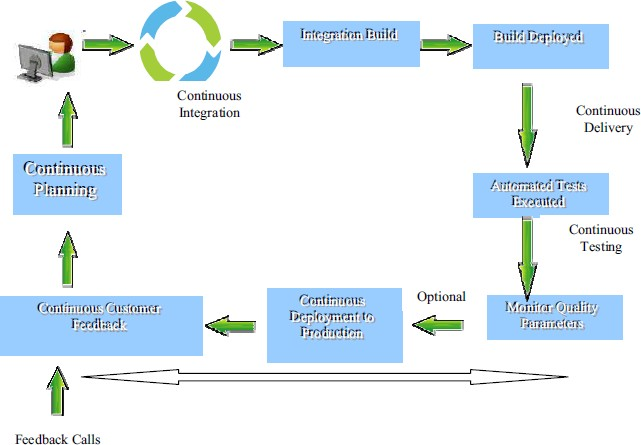 Integration Build
Build Deployed
Continuous
Integration
Continuous
Delivery
Continuous
Planning
Automated Tests
Executed
Continuous
Testing
Continuous Customer
Feedback
Continuous
Deployment to
Production
Optional
Monitor Quality
Parameters
Feedback Calls